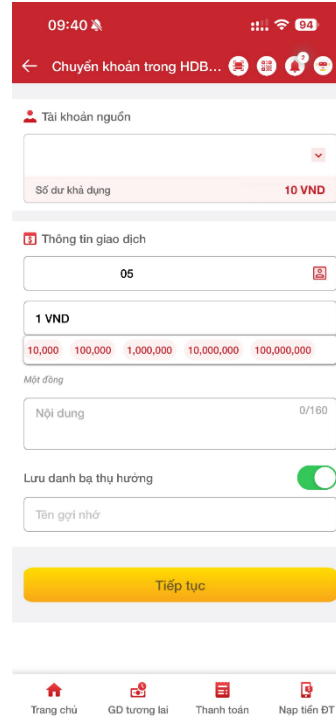 09:40
94
Chuyển khoản trong HDB...
2
Tài khoản nguồn
Số dư khả dụng 10 VND
Thông tin giao dịch
05
1 VND
10,000 100,000 1,000,000 10,000,000 100,000,000
Một đồng
Nội dung 0/160
Lưu danh bạ thụ hưởng
Tên gợi nhớ
Tiếp tục
Trang chủ GD tương lai Thanh toán Nạp tiền ĐT